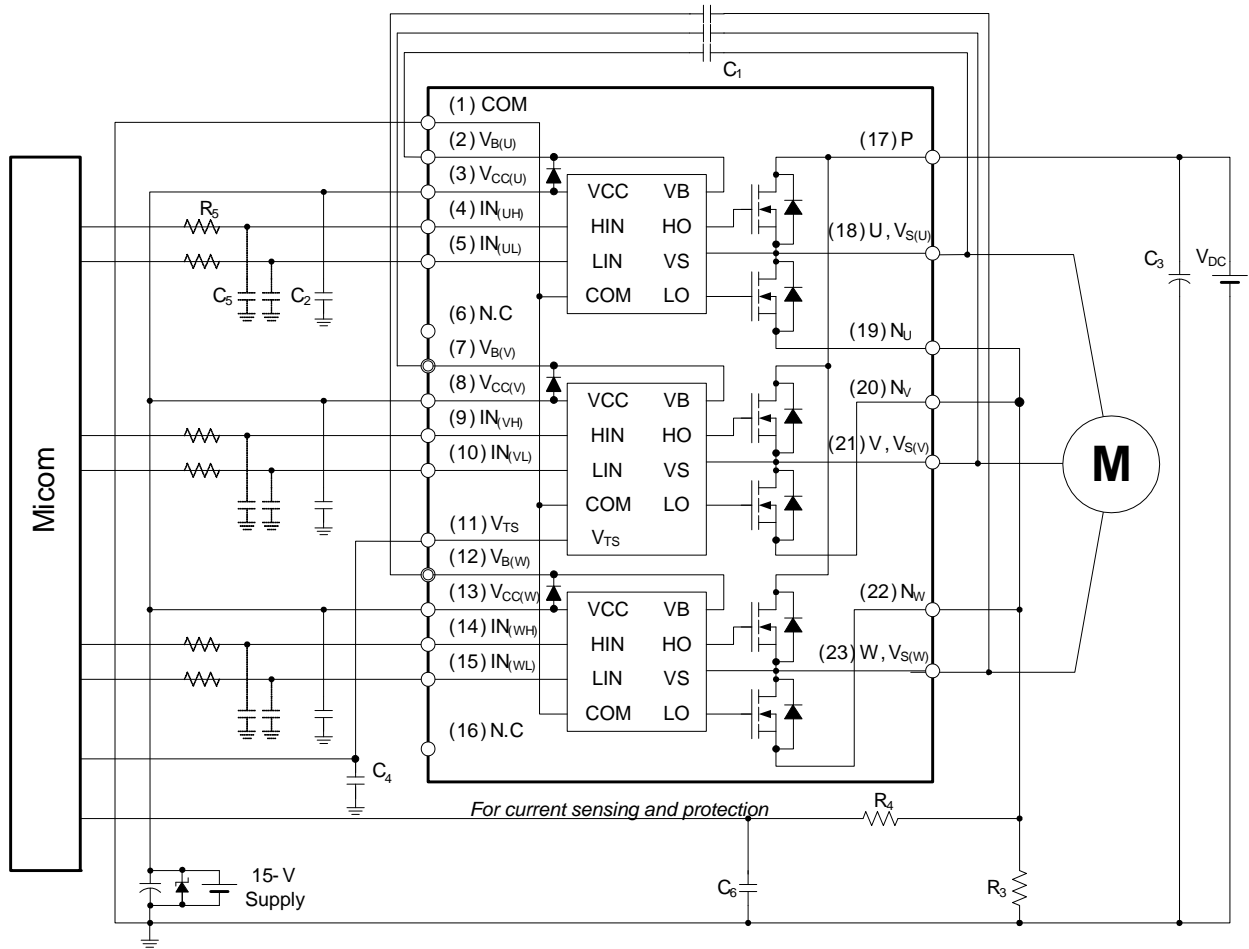 C1
(1) COM
(2) VB(U)
(3) VCC(U)
(4) IN(UH)
(5) IN(UL)
(6) N.C
(7) VB(V)
(8) VCC(V)
(9) IN(VH)
(10) IN(VL)
(11) VTS
(12) VB(W)
(13) VCC(W)
(14) IN(WH)
(15) IN(WL)
(16) N.C
VCC VB
HIN HO
LIN VS
COM LO
VCC VB
HIN HO
LIN VS
COM LO
VTS
VCC VB
HIN HO
LIN VS
COM LO
(17) P
(18) U, VS(U)
(19) NU
(20) NV
(21) V, VS(V)
(22) NW
(23) W, VS(W)
Micom
R5
C5
C2
C3
VDC
M
C4
For current sensing and protection
R4
C6
R3
15-V
Supply